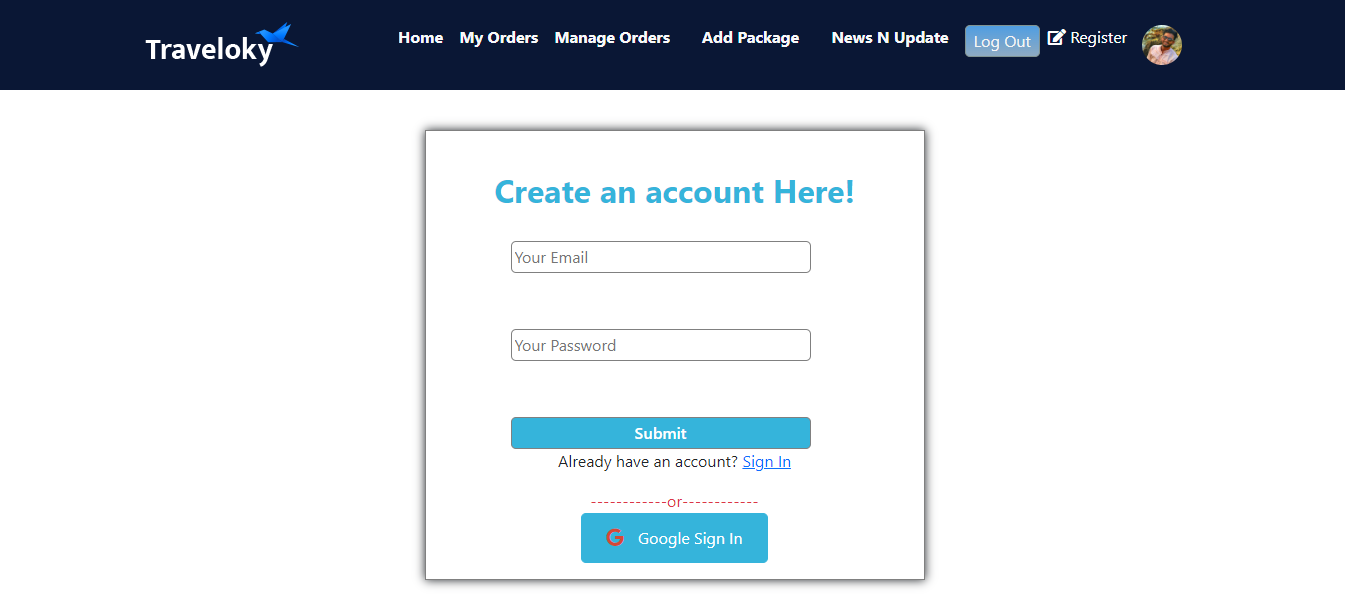 Traveloky
Home My Orders Manage Orders Add Package News N Update Log Out Register
Create an account Here!
Your Email
Your Password
Submit
Already have an account? Sign In
------------or------------
G Google Sign In